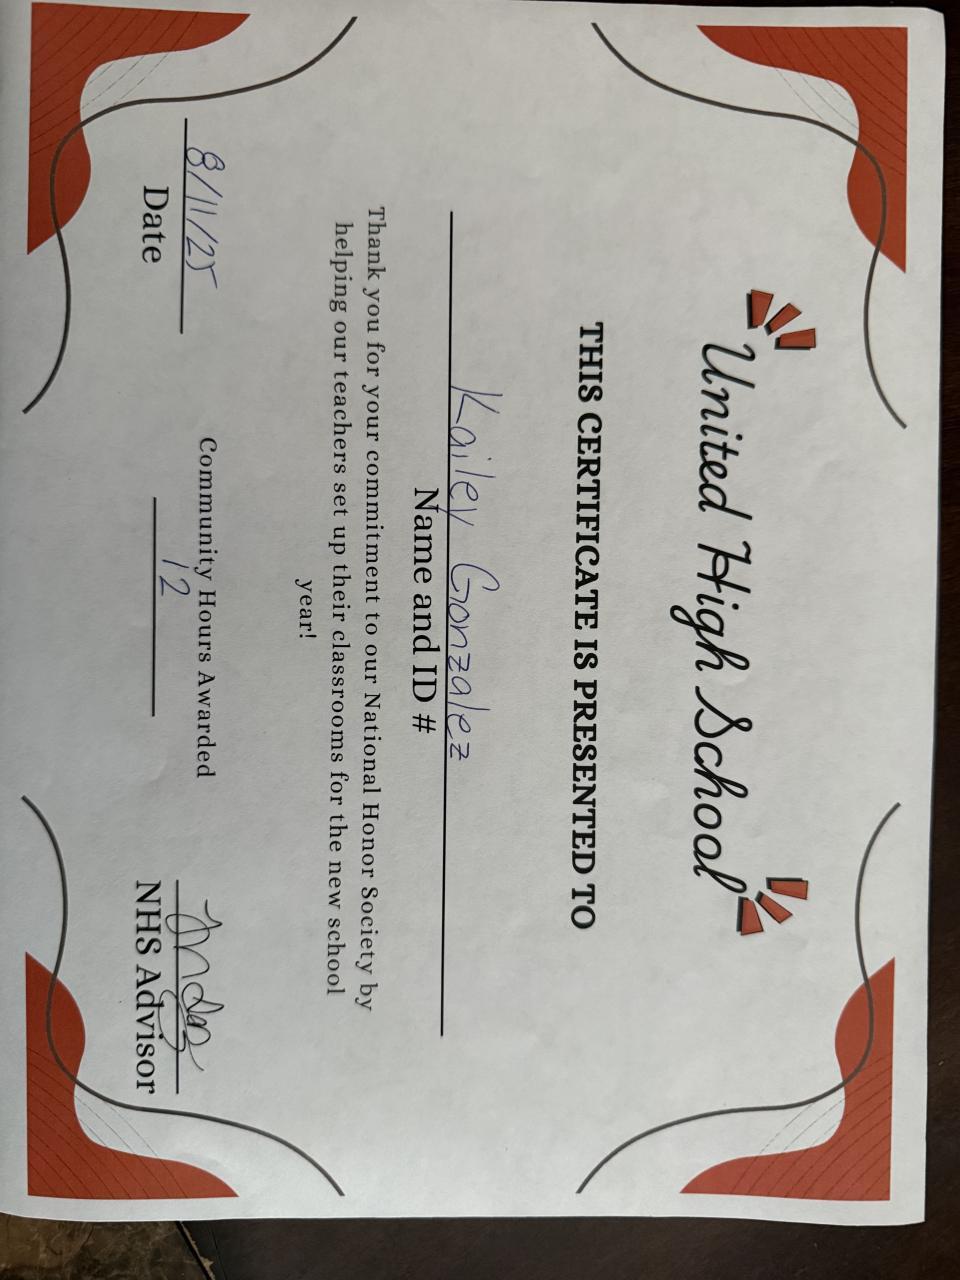 United High School
THIS CERTIFICATE IS PRESENTED TO
Kailey Gonzalez
Name and ID #
Thank you for your commitment to our National Honor Society by
helping our teachers set up their classrooms for the new school
year!
8/11/25
Date
Community Hours Awarded
12
NHS Advisor